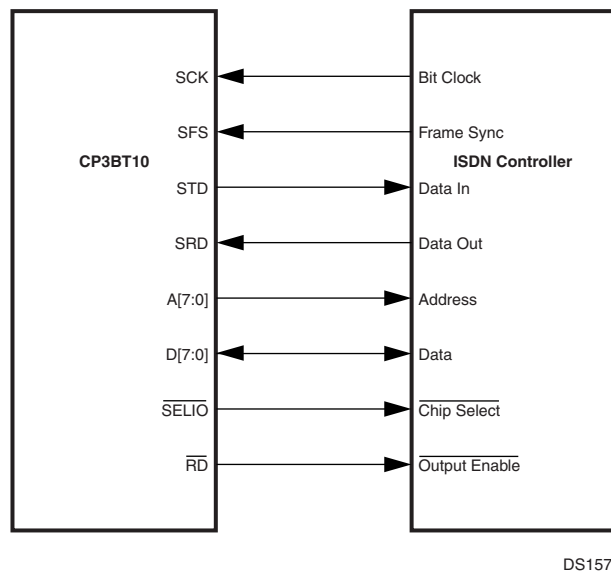 SCK Bit Clock
SFS Frame Sync
CP3BT10 ISDN Controller
STD Data In
SRD Data Out
A[7:0] Address
D[7:0] Data
SELIO Chip Select
RD Output Enable
DS157